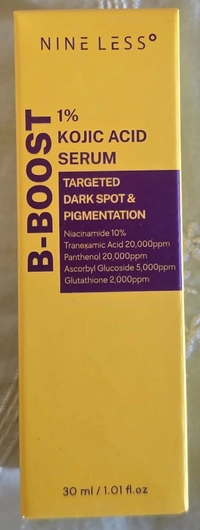 NINE LESS°
B-BOOST
1%
KOJIC ACID
SERUM
TARGETED
DARK SPOT &
PIGMENTATION
Niacinamide 10%
Tranexamic Acid 20,000ppm
Panthenol 20,000ppm
Ascorbyl Glucoside 5,000ppm
Glutathione 2,000ppm
30 ml / 1.01 fl.oz